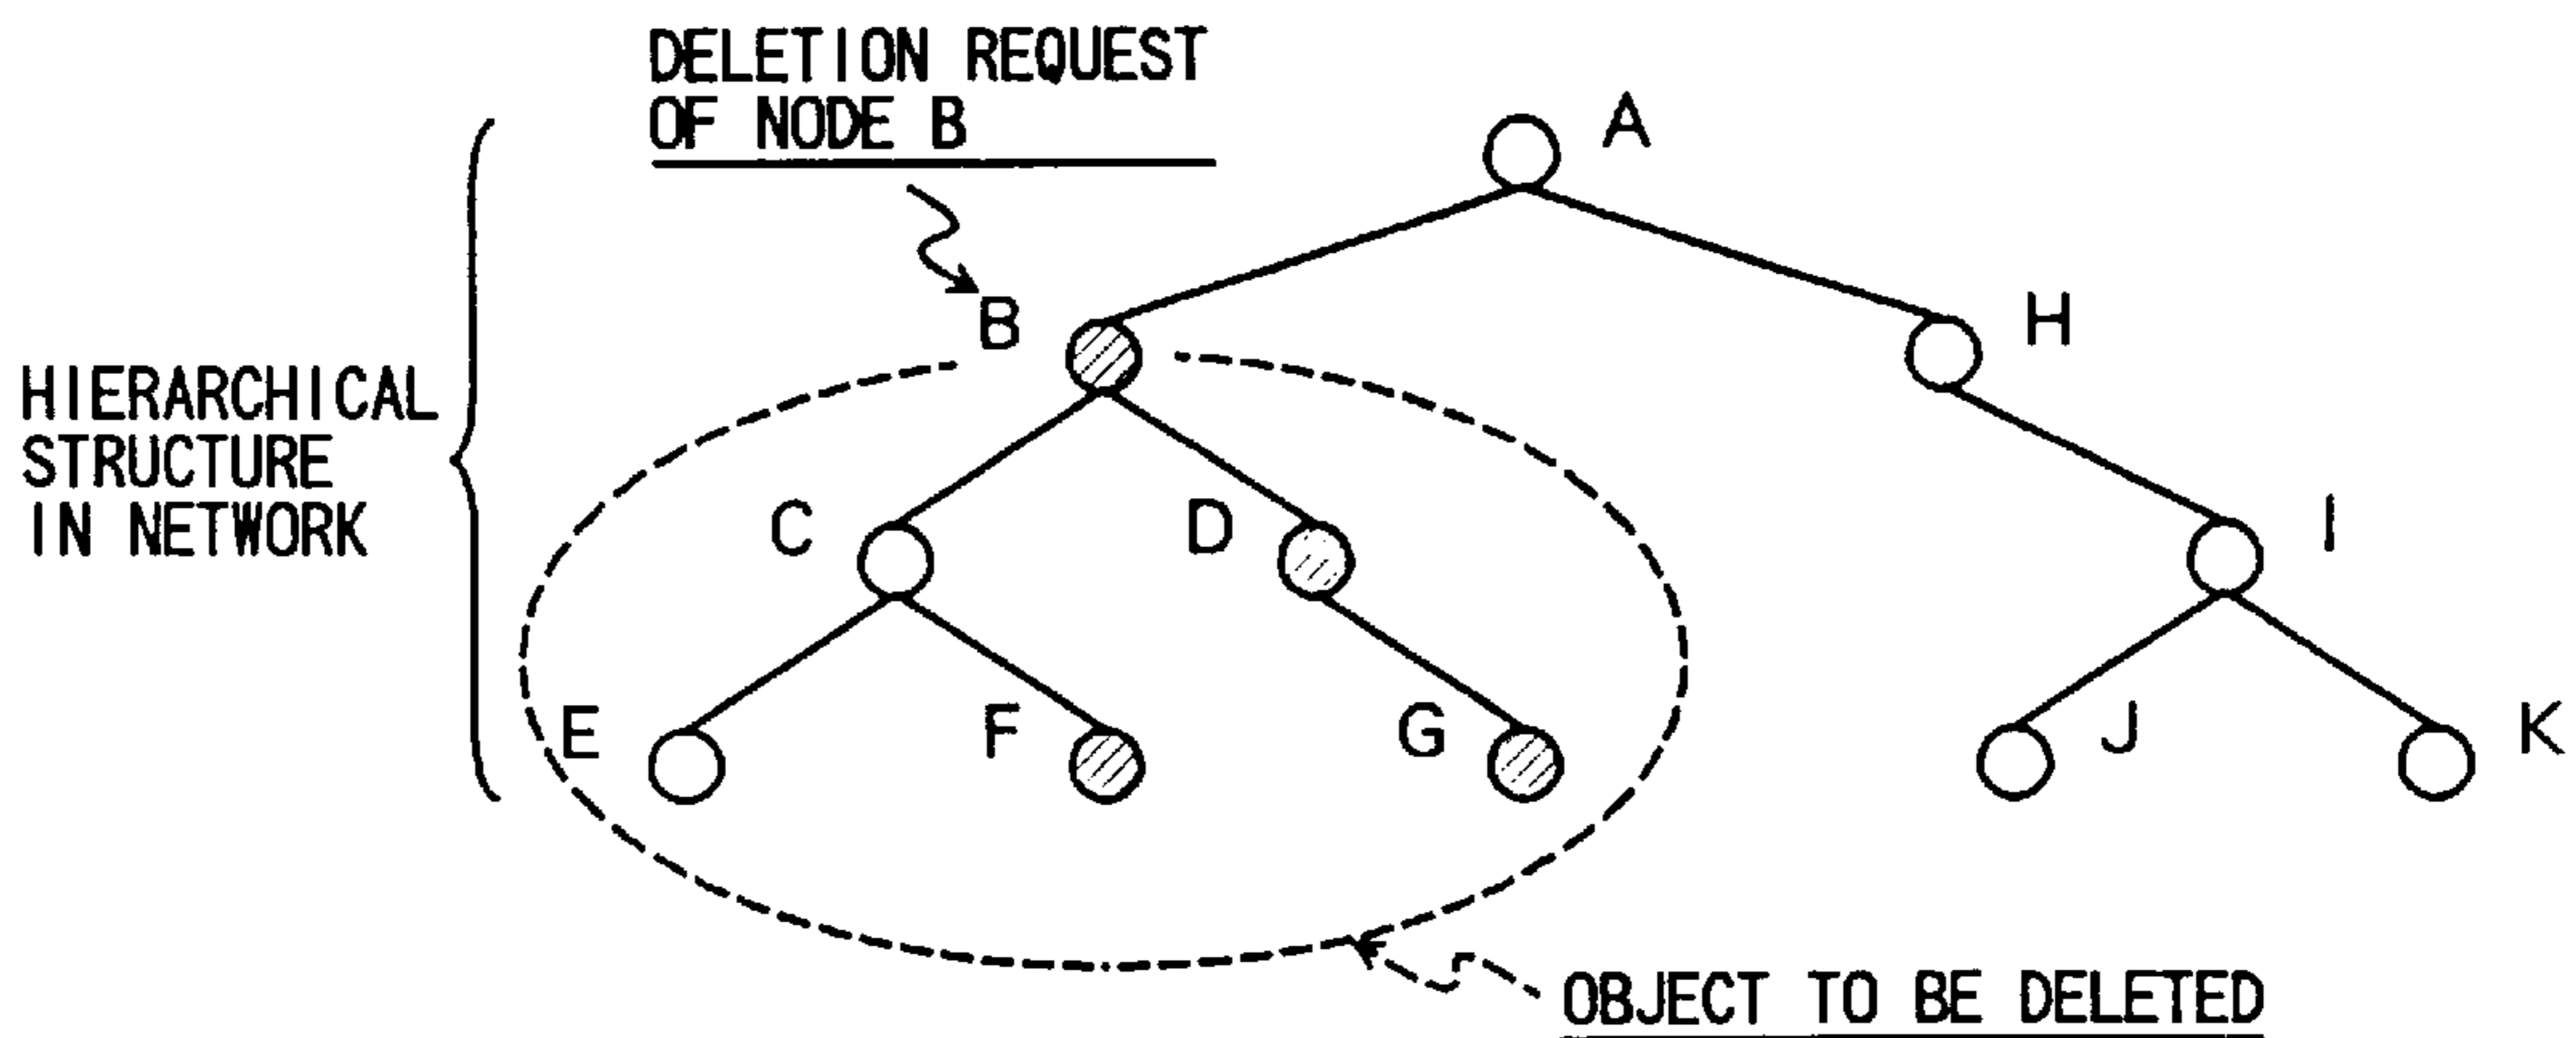 DELETION REQUEST
OF NODE B
A
B
H
HIERARCHICAL
STRUCTURE
IN NETWORK
C
D
I
E
F
G
J
K
OBJECT TO BE DELETED